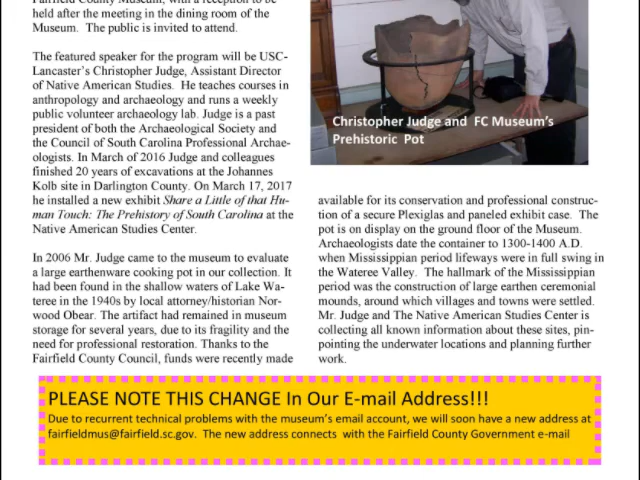 Fairfield County Museum, with a reception to be
held after the meeting in the dining room of the
Museum.  The public is invited to attend.
The featured speaker for the program will be USC-
Lancaster's Christopher Judge, Assistant Director
of Native American Studies.  He teaches courses in
anthropology and archaeology and runs a weekly
public volunteer archaeology lab. Judge is a past
president of both the Archaeological Society and
the Council of South Carolina Professional Archae-
ologists. In March of 2016 Judge and colleagues
finished 20 years of excavations at the Johannes
Kolb site in Darlington County. On March 17, 2017
he installed a new exhibit Share a Little of that Hu-
man Touch: The Prehistory of South Carolina at the
Native American Studies Center.
In 2006 Mr. Judge came to the museum to evaluate
a large earthenware cooking pot in our collection. It
had been found in the shallow waters of Lake Wa-
teree in the 1940s by local attorney/historian Nor-
wood Obear. The artifact had remained in museum
storage for several years, due to its fragility and the
need for professional restoration. Thanks to the
Fairfield County Council, funds were recently made
Christopher Judge and  FC Museum's
Prehistoric  Pot
available for its conservation and professional construc-
tion of a secure Plexiglas and paneled exhibit case.  The
pot is on display on the ground floor of the Museum.
Archaeologists date the container to 1300-1400 A.D.
when Mississippian period lifeways were in full swing in
the Wateree Valley.  The hallmark of the Mississippian
period was the construction of large earthen ceremonial
mounds, around which villages and towns were settled.
Mr. Judge and The Native American Studies Center is
collecting all known information about these sites, pin-
pointing the underwater locations and planning further
work.
PLEASE NOTE THIS CHANGE In Our E-mail Address!!!
Due to recurrent technical problems with the museum's email account, we will soon have a new address at
fairfieldmus@fairfield.sc.gov.  The new address connects  with the Fairfield County Government e-mail